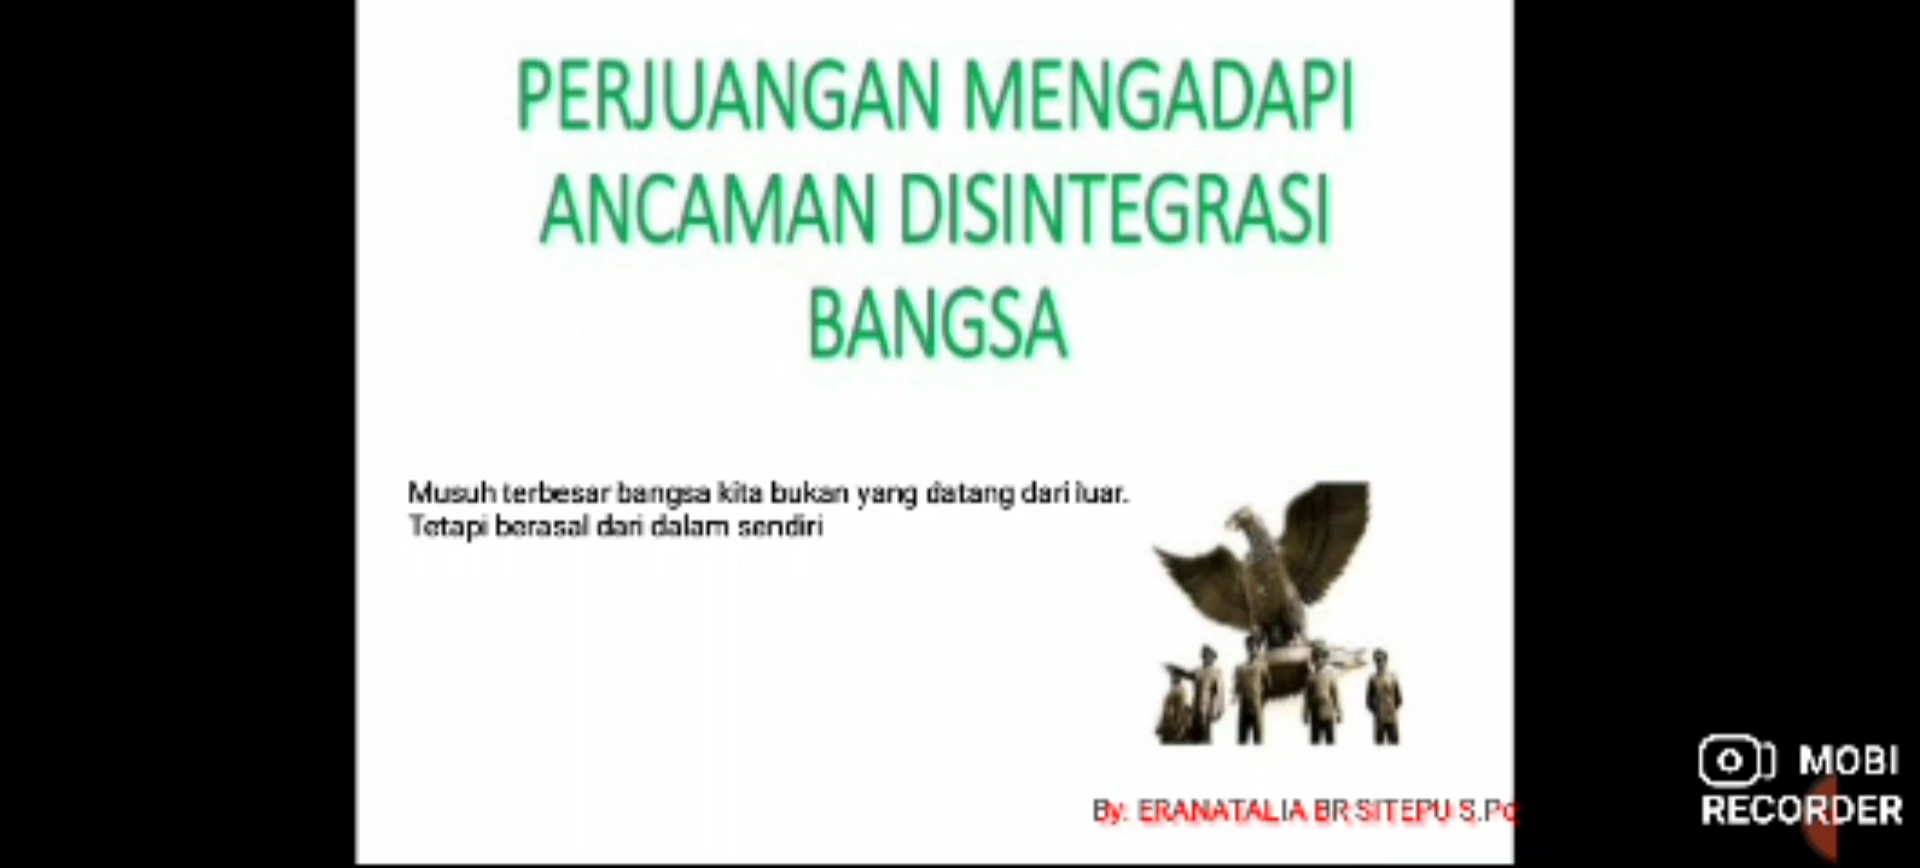 PERJUANGAN MENGADAPI
ANCAMAN DISINTEGRASI
BANGSA
Musuh terbesar bangsa kita bukan yang datang dari luar.
Tetapi berasal dari dalam sendiri
By: ERANATALIA BR SITEPU S.Pd
MOBI
RECORDER